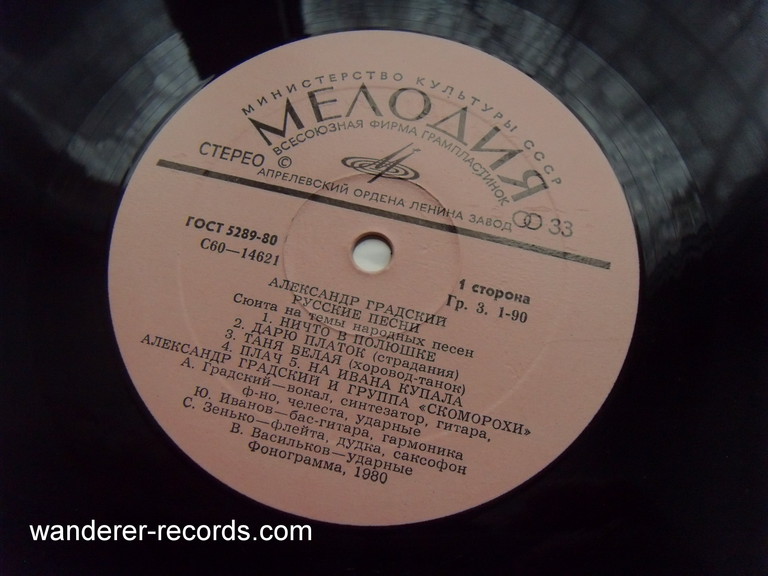 МИНИСТЕРСТВО КУЛЬТУРЫ СССР
МЕЛОДИЯ
ВСЕСОЮЗНАЯ ФИРМА ГРАМПЛАСТИНОК
СТЕРЕО ©
АПРЕЛЕВСКИЙ ОРДЕНА ЛЕНИНА ЗАВОД
33
ГОСТ 5289-80
С60—14621
1 сторона
Гр. 3. 1-90
АЛЕКСАНДР ГРАДСКИЙ
РУССКИЕ ПЕСНИ
Сюита на темы народных песен
1. НИЧТО В ПОЛЮШКЕ
2. ДАРЮ ПЛАТОК (страдания)
3. ТАНЯ БЕЛАЯ (хоровод-танок)
4. ПЛАЧ 5. НА ИВАНА КУПАЛА
АЛЕКСАНДР ГРАДСКИЙ И ГРУППА «СКОМОРОХИ»
А. Градский—вокал, синтезатор, гитара,
ф-но, челеста, ударные
Ю. Иванов—бас-гитара, гармоника
С. Зенько—флейта, дудка, саксофон
В. Васильков—ударные
Фонограмма, 1980
wanderer-records.com